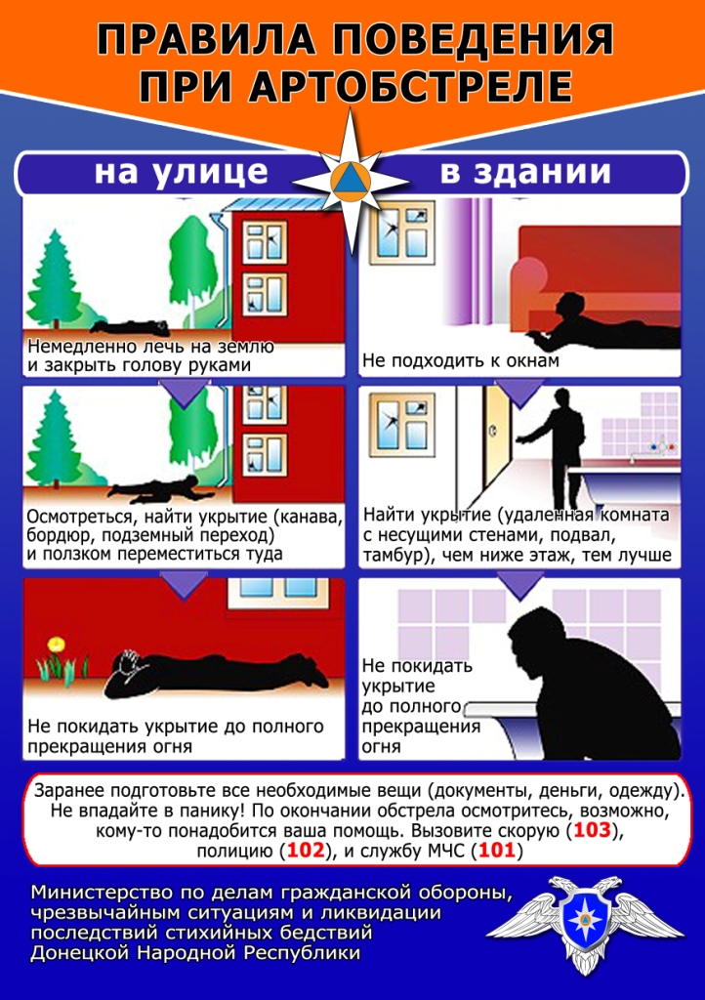 ПРАВИЛА ПОВЕДЕНИЯ
ПРИ АРТОБСТРЕЛЕ
на улице
в здании
Немедленно лечь на землю
и закрыть голову руками
Не подходить к окнам
Осмотреться, найти укрытие (канава,
бордюр, подземный переход)
и ползком переместиться туда
Найти укрытие (удаленная комната
с несущими стенами, подвал,
тамбур), чем ниже этаж, тем лучше
Не покидать укрытие до полного
прекращения огня
Не покидать
укрытие
до полного
прекращения
огня
Заранее подготовьте все необходимые вещи (документы, деньги, одежду).
Не впадайте в панику! По окончании обстрела осмотритесь, возможно,
кому-то понадобится ваша помощь. Вызовите скорую (103),
полицию (102), и службу МЧС (101)
Министерство по делам гражданской обороны,
чрезвычайным ситуациям и ликвидации
последствий стихийных бедствий
Донецкой Народной Республики